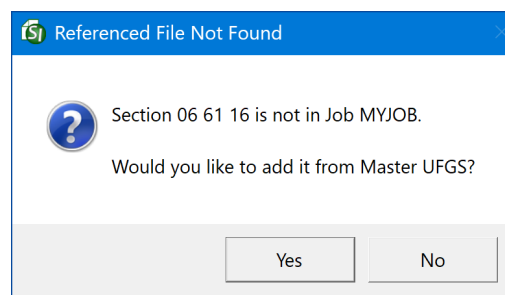 Referenced File Not Found
Section 06 61 16 is not in Job MYJOB.
Would you like to add it from Master UFGS?
Yes
No